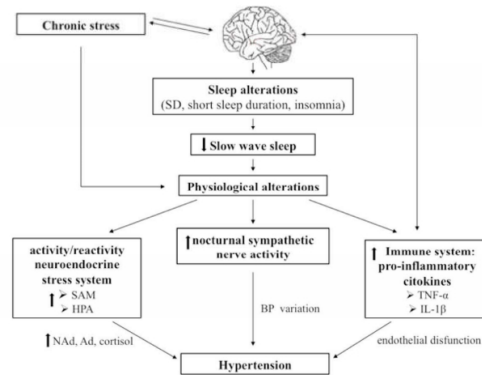 Chronic stress
Sleep alterations
(SD, short sleep duration, insomnia)
Slow wave sleep
Physiological alterations
activity/reactivity
neuroendocrine
stress system
➢ SAM
➢ HPA
nocturnal sympathetic
nerve activity
Immune system:
pro-inflammatory
citokines
➢ TNF-α
➢ IL-1β
NAd, Ad, cortisol
BP variation
endothelial disfunction
Hypertension